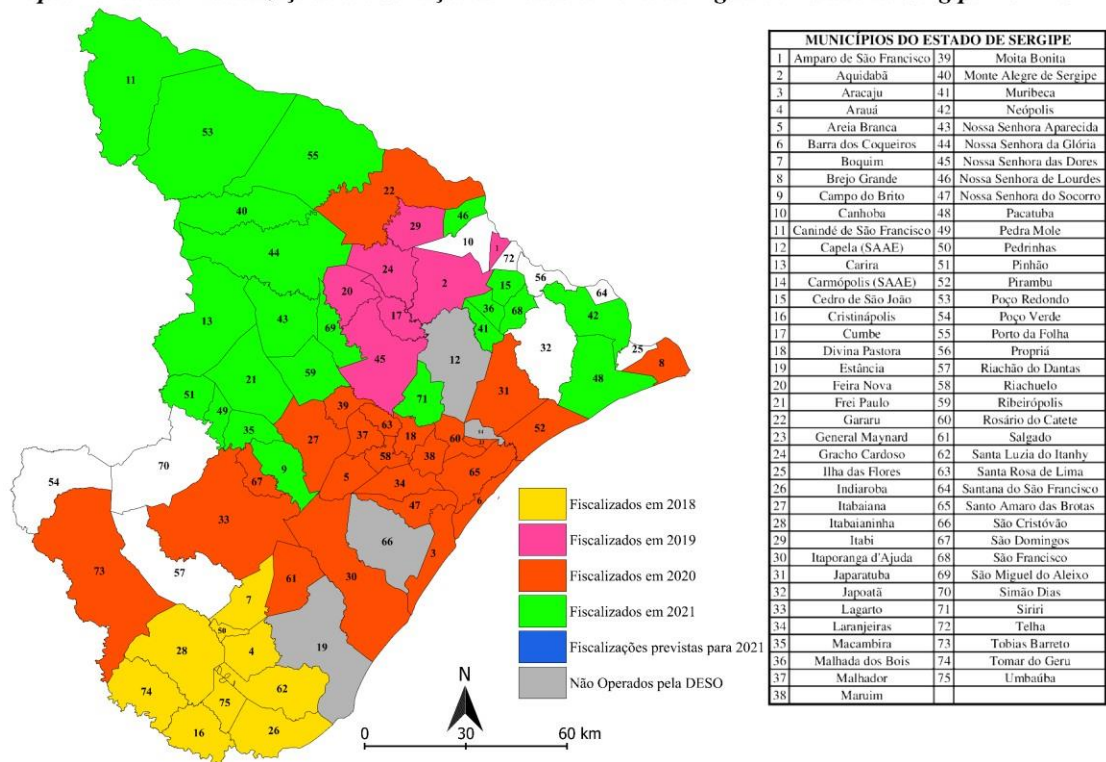 MUNICÍPIOS DO ESTADO DE SERGIPE
1 Amparo de São Francisco 39 Moita Bonita
2 Aquidabã 40 Monte Alegre de Sergipe
3 Aracaju 41 Muribeca
4 Arauá 42 Neópolis
5 Areia Branca 43 Nossa Senhora Aparecida
6 Barra dos Coqueiros 44 Nossa Senhora da Glória
7 Boquim 45 Nossa Senhora das Dores
8 Brejo Grande 46 Nossa Senhora de Lourdes
9 Campo do Brito 47 Nossa Senhora do Socorro
10 Canhoba 48 Pacatuba
11 Canindé de São Francisco 49 Pedra Mole
12 Capela (SAAE) 50 Pedrinhas
13 Carira 51 Pinhão
14 Carmópolis (SAAE) 52 Pirambu
15 Cedro de São João 53 Poço Redondo
16 Cristinápolis 54 Poço Verde
17 Cumbe 55 Porto da Folha
18 Divina Pastora 56 Propriá
19 Estância 57 Riachão do Dantas
20 Feira Nova 58 Riachuelo
21 Frei Paulo 59 Ribeirópolis
22 Gararu 60 Rosário do Catete
23 General Maynard 61 Salgado
24 Gracho Cardoso 62 Santa Luzia do Itanhy
25 Ilha das Flores 63 Santa Rosa de Lima
26 Indiaroba 64 Santana do São Francisco
27 Itabaiana 65 Santo Amaro das Brotas
28 Itabaianinha 66 São Cristóvão
29 Itabi 67 São Domingos
30 Itaporanga d'Ajuda 68 São Francisco
31 Japaratuba 69 São Miguel do Aleixo
32 Japoatã 70 Simão Dias
33 Lagarto 71 Siriri
34 Laranjeiras 72 Telha
35 Macambira 73 Tobias Barreto
36 Malhada dos Bois 74 Tomar do Geru
37 Malhador 75 Umbaúba
38 Maruim
11
53
55
22
40
46
29
10
1
72
44
24
2
56
15
64
20
36
68
42
13
43
69
17
41
32
25
45
12
8
21
59
48
51
71
31
49
39
35
63
52
27
37
18
60
14
70
58
38
9
5
34
65
54
67
47
6
33
66
3
73
57
61
30
7
50
19
28
4
62
74
75
16
26
Fiscalizados em 2018
Fiscalizados em 2019
Fiscalizados em 2020
Fiscalizados em 2021
Fiscalizações previstas para 2021
Não Operados pela DESO
N
0 30 60 km